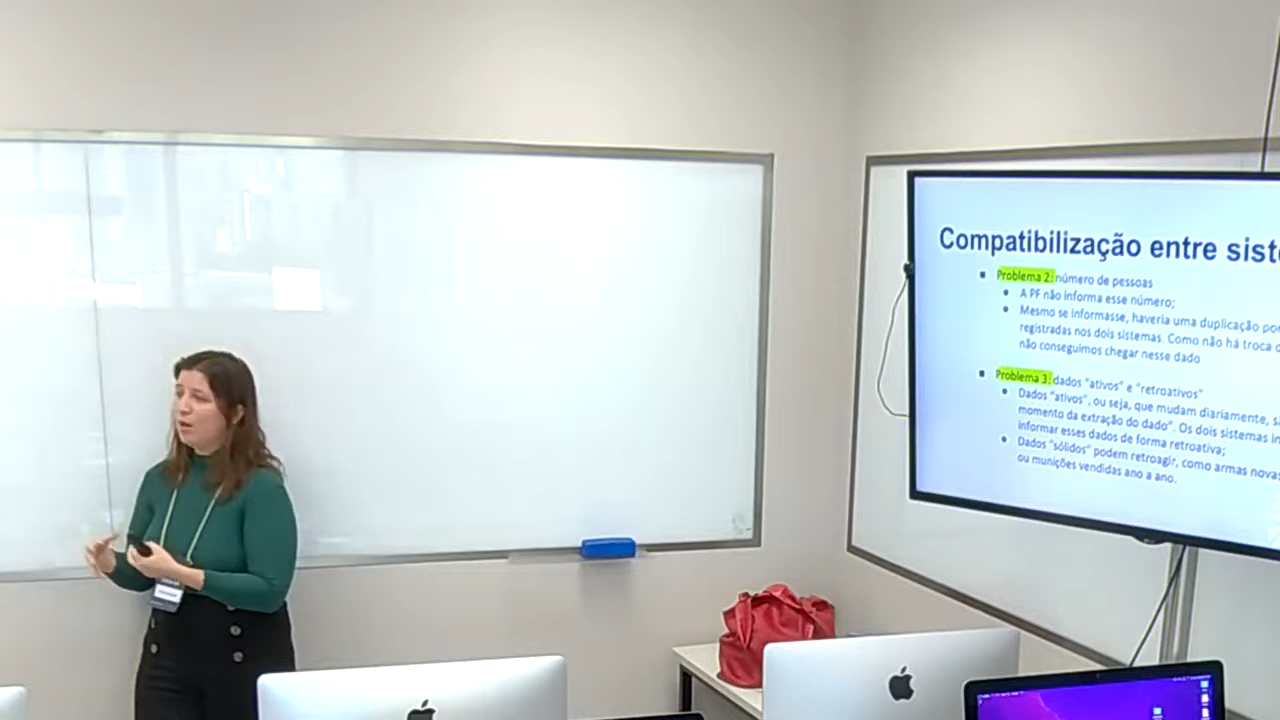 Compatibilização entre
Problema 2: número de pessoas
A PF não informa esse número;
Mesmo se informasse, haveria uma duplicação
registradas nos dois sistemas. Como não há troca
não conseguimos chegar nesse dado
Problema 3: dados "ativos" e "retroativos"
Dados "ativos", ou seja, que mudam diariamente,
momento da extração do dado". Os dois sistemas
informar esses dados de forma retroativa;
Dados "sólidos" podem retroagir, como armas novas
ou munições vendidas ano a ano.